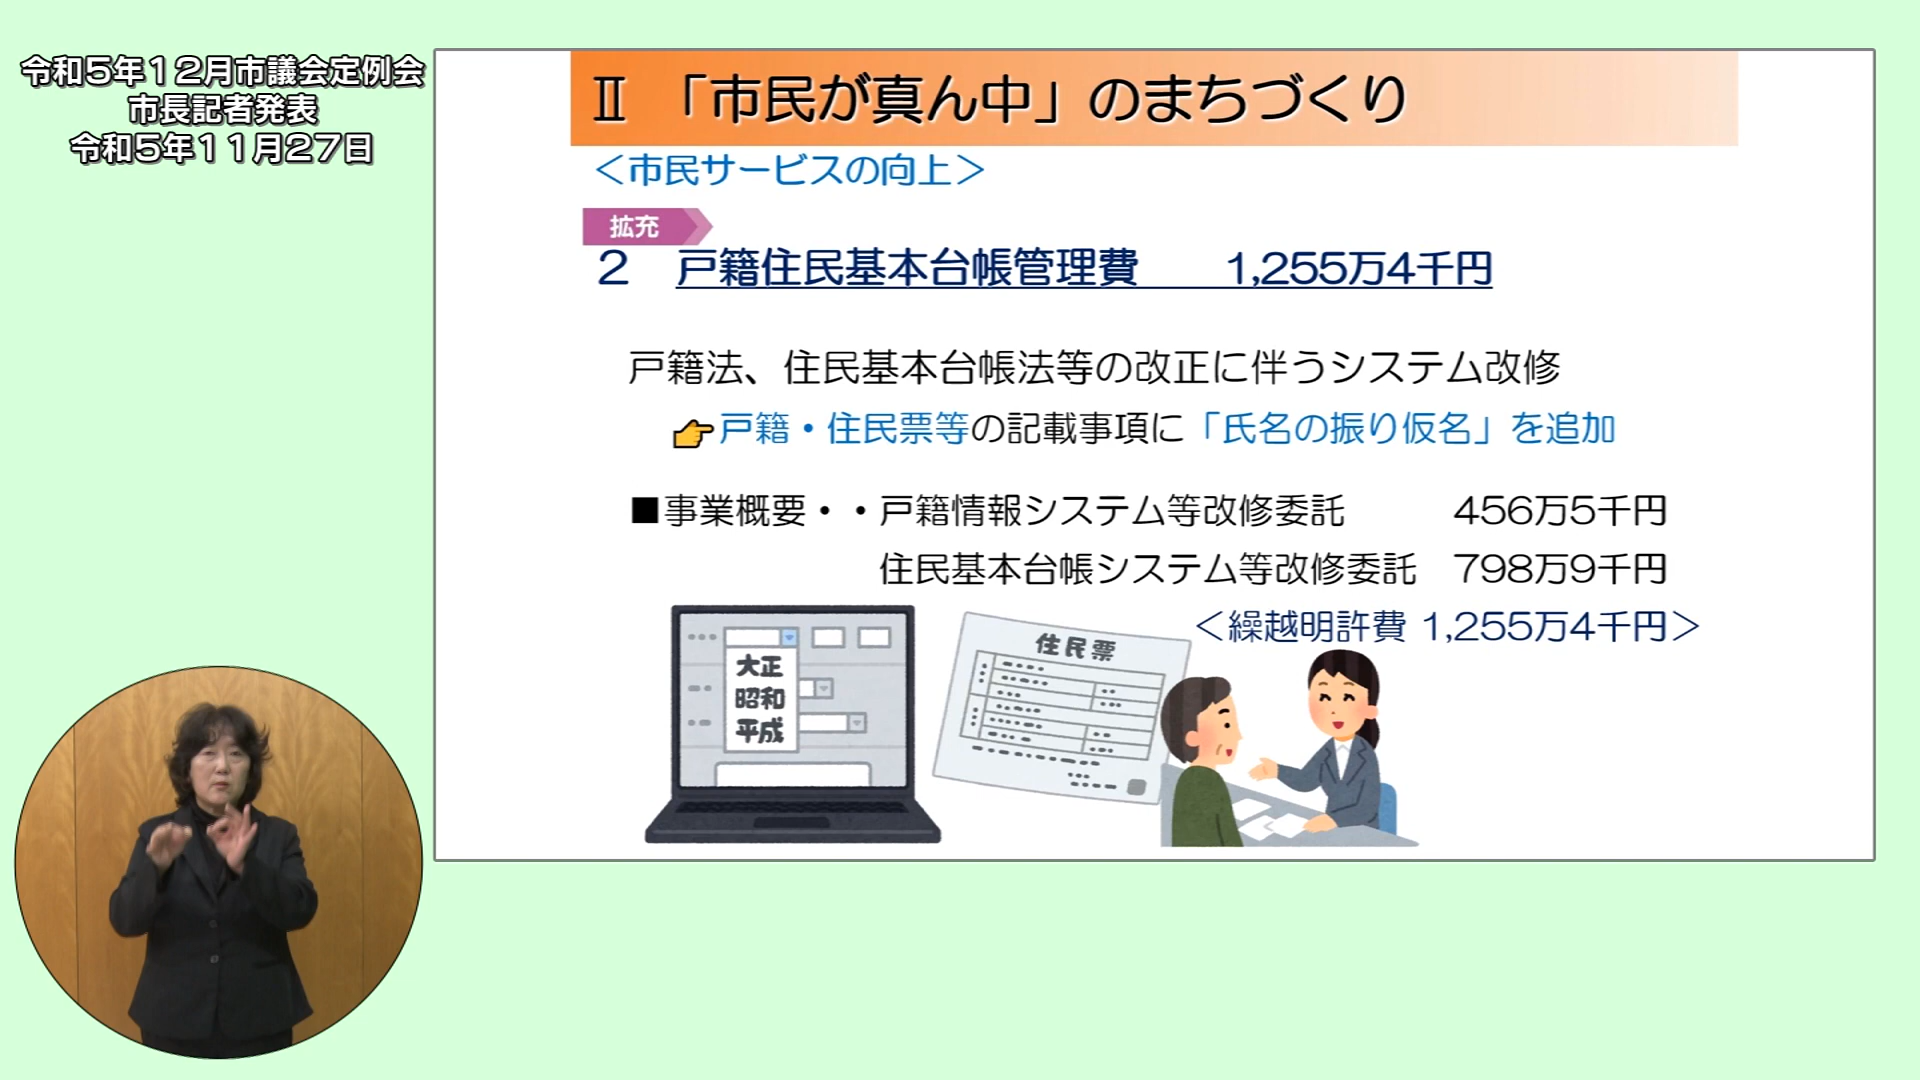 令和5年12月市議会定例会
市長記者発表
令和5年11月27日
Ⅱ 「市民が真ん中」のまちづくり
＜市民サービスの向上＞
拡充
2 戸籍住民基本台帳管理費 1,255万4千円
戸籍法、住民基本台帳法等の改正に伴うシステム改修
👉戸籍・住民票等の記載事項に「氏名の振り仮名」を追加
■事業概要・・戸籍情報システム等改修委託 456万5千円
住民基本台帳システム等改修委託 798万9千円
＜繰越明許費 1,255万4千円＞
大正
昭和
平成
住民票